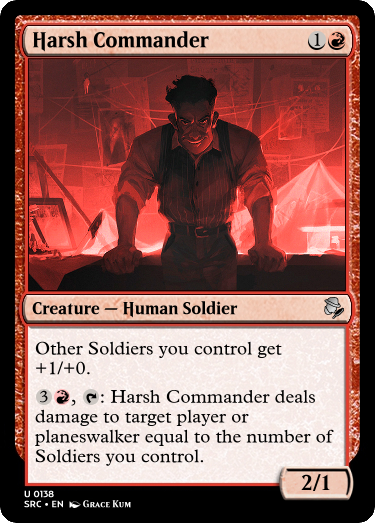 Harsh Commander 1
Creature — Human Soldier
Other Soldiers you control get
+1/+0.
3, : Harsh Commander deals
damage to target player or
planeswalker equal to the number of
Soldiers you control.
2/1
U 0138
SRC • EN Grace Kum